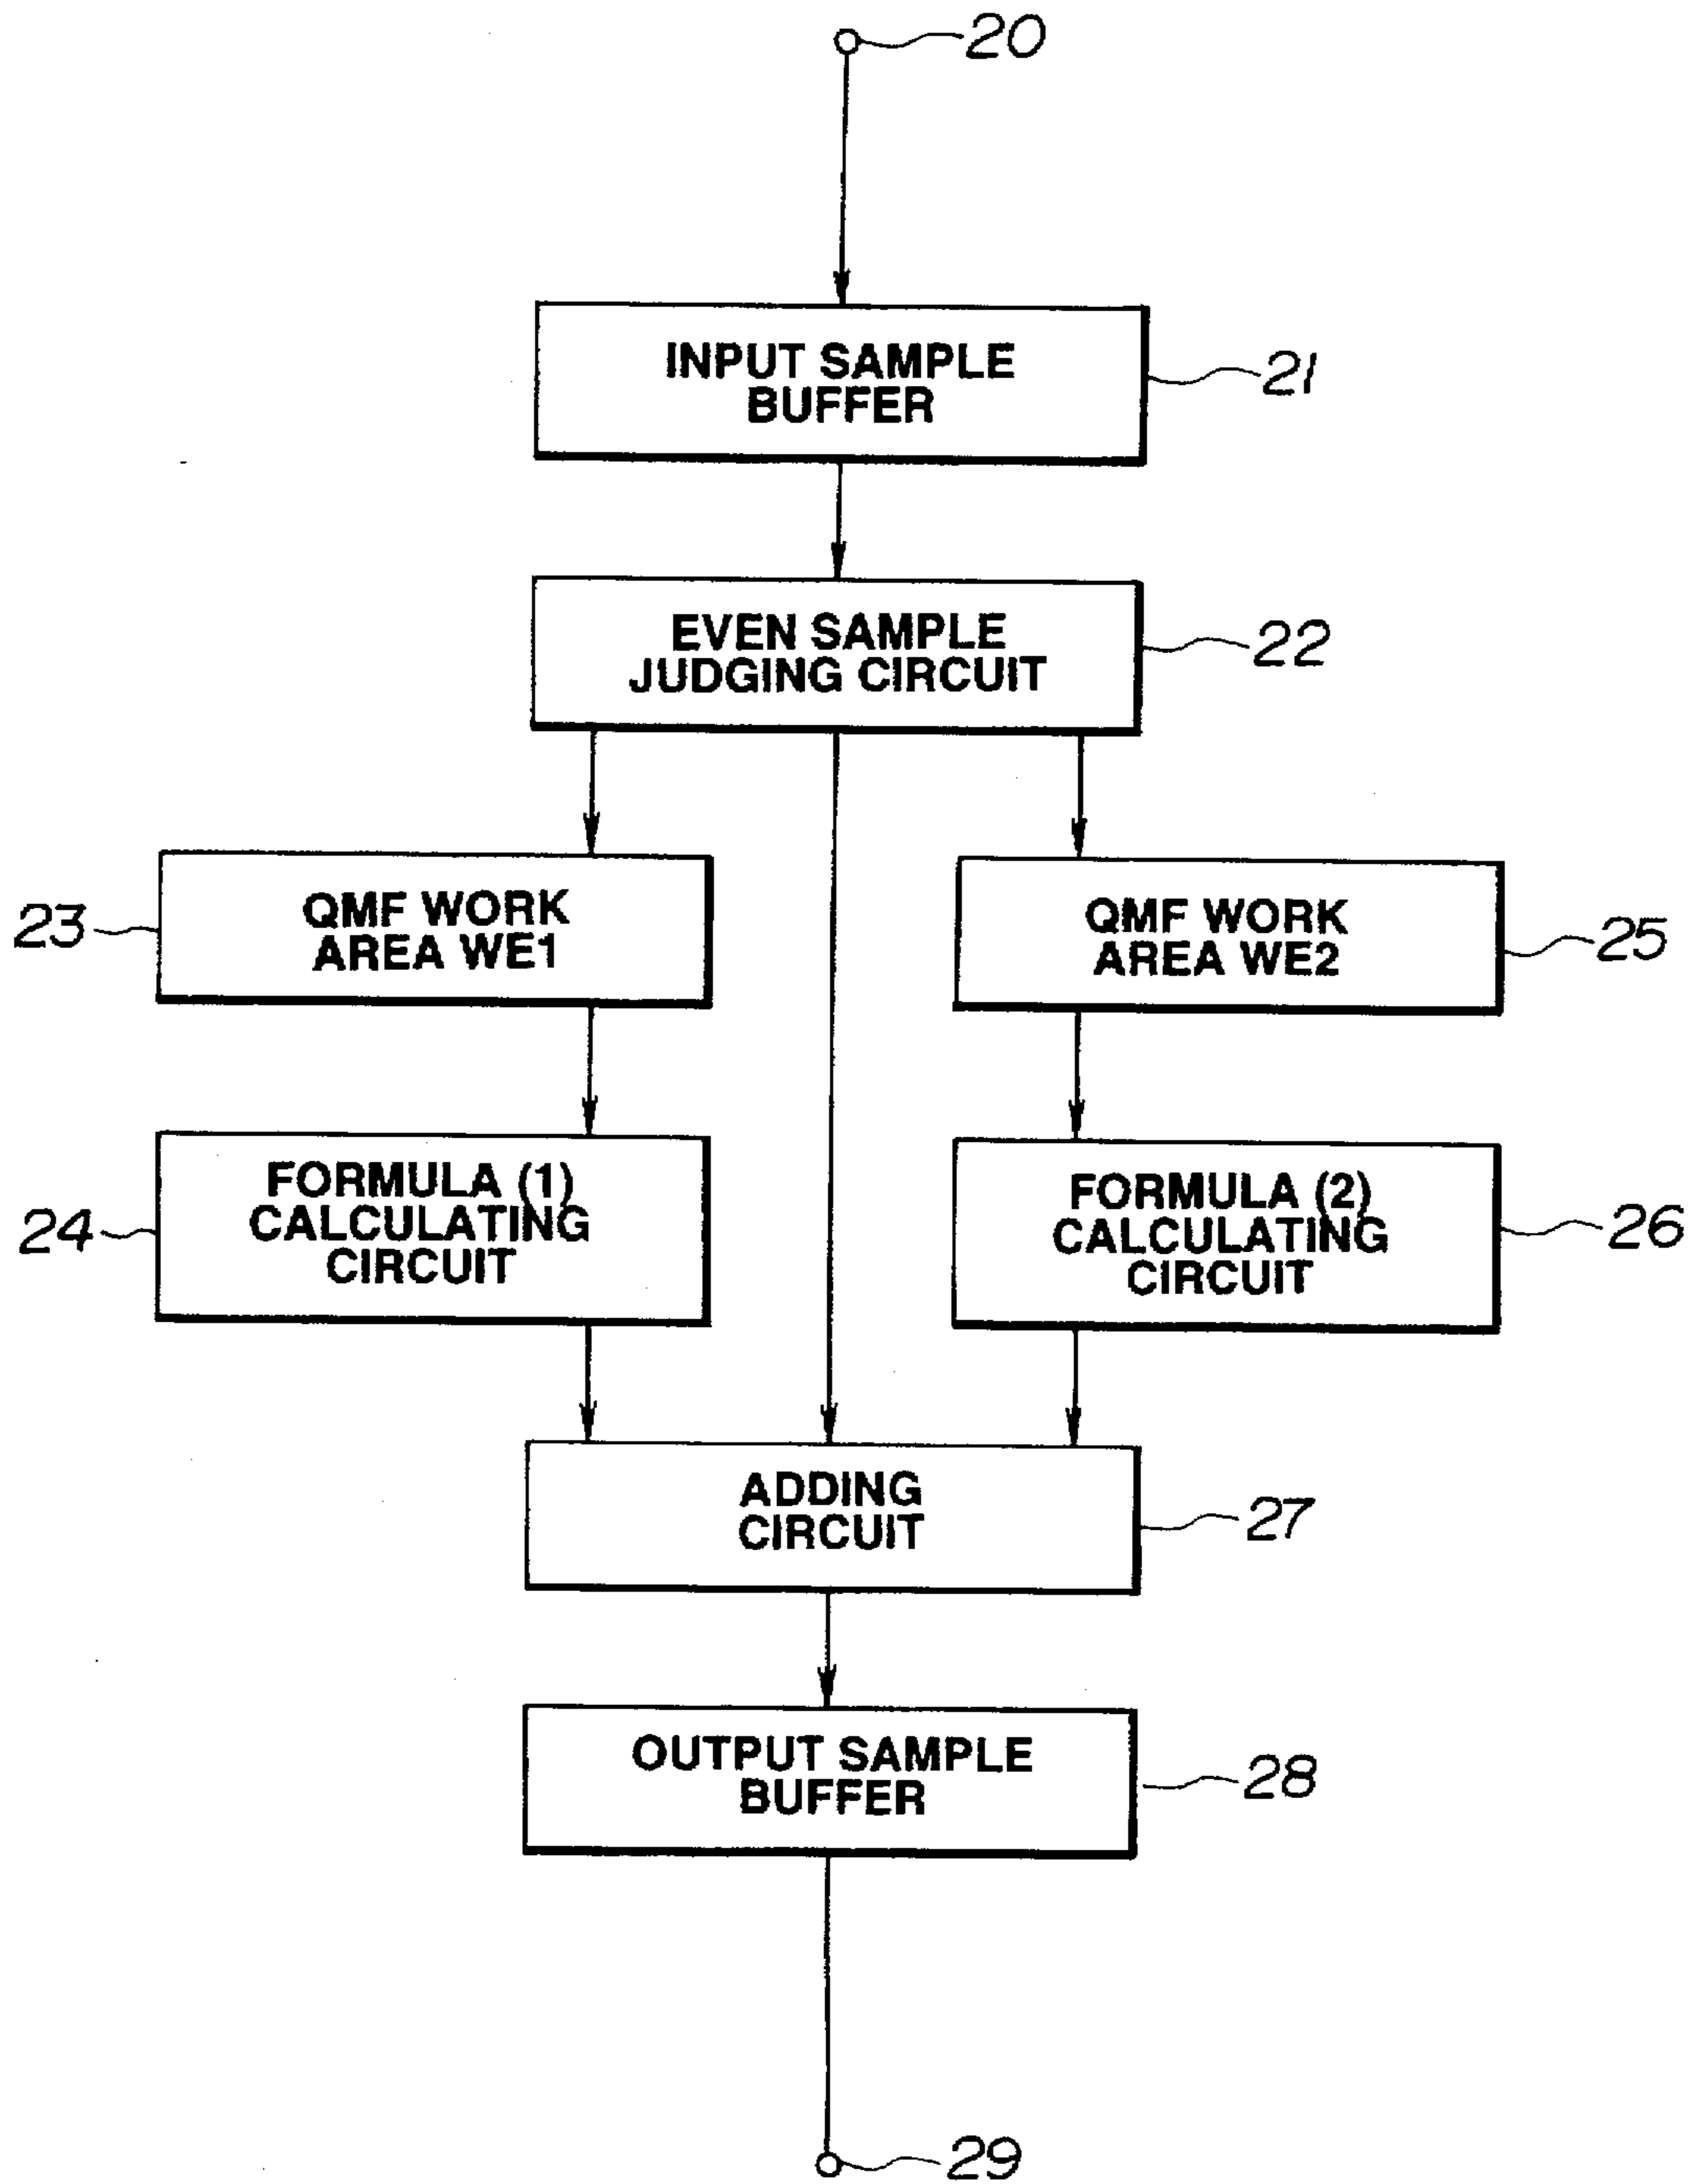 20
INPUT SAMPLE
BUFFER
21
EVEN SAMPLE
JUDGING CIRCUIT
22
23
QMF WORK
AREA WE1
QMF WORK
AREA WE2
25
24
FORMULA (1)
CALCULATING
CIRCUIT
FORMULA (2)
CALCULATING
CIRCUIT
26
ADDING
CIRCUIT
27
OUTPUT SAMPLE
BUFFER
28
29